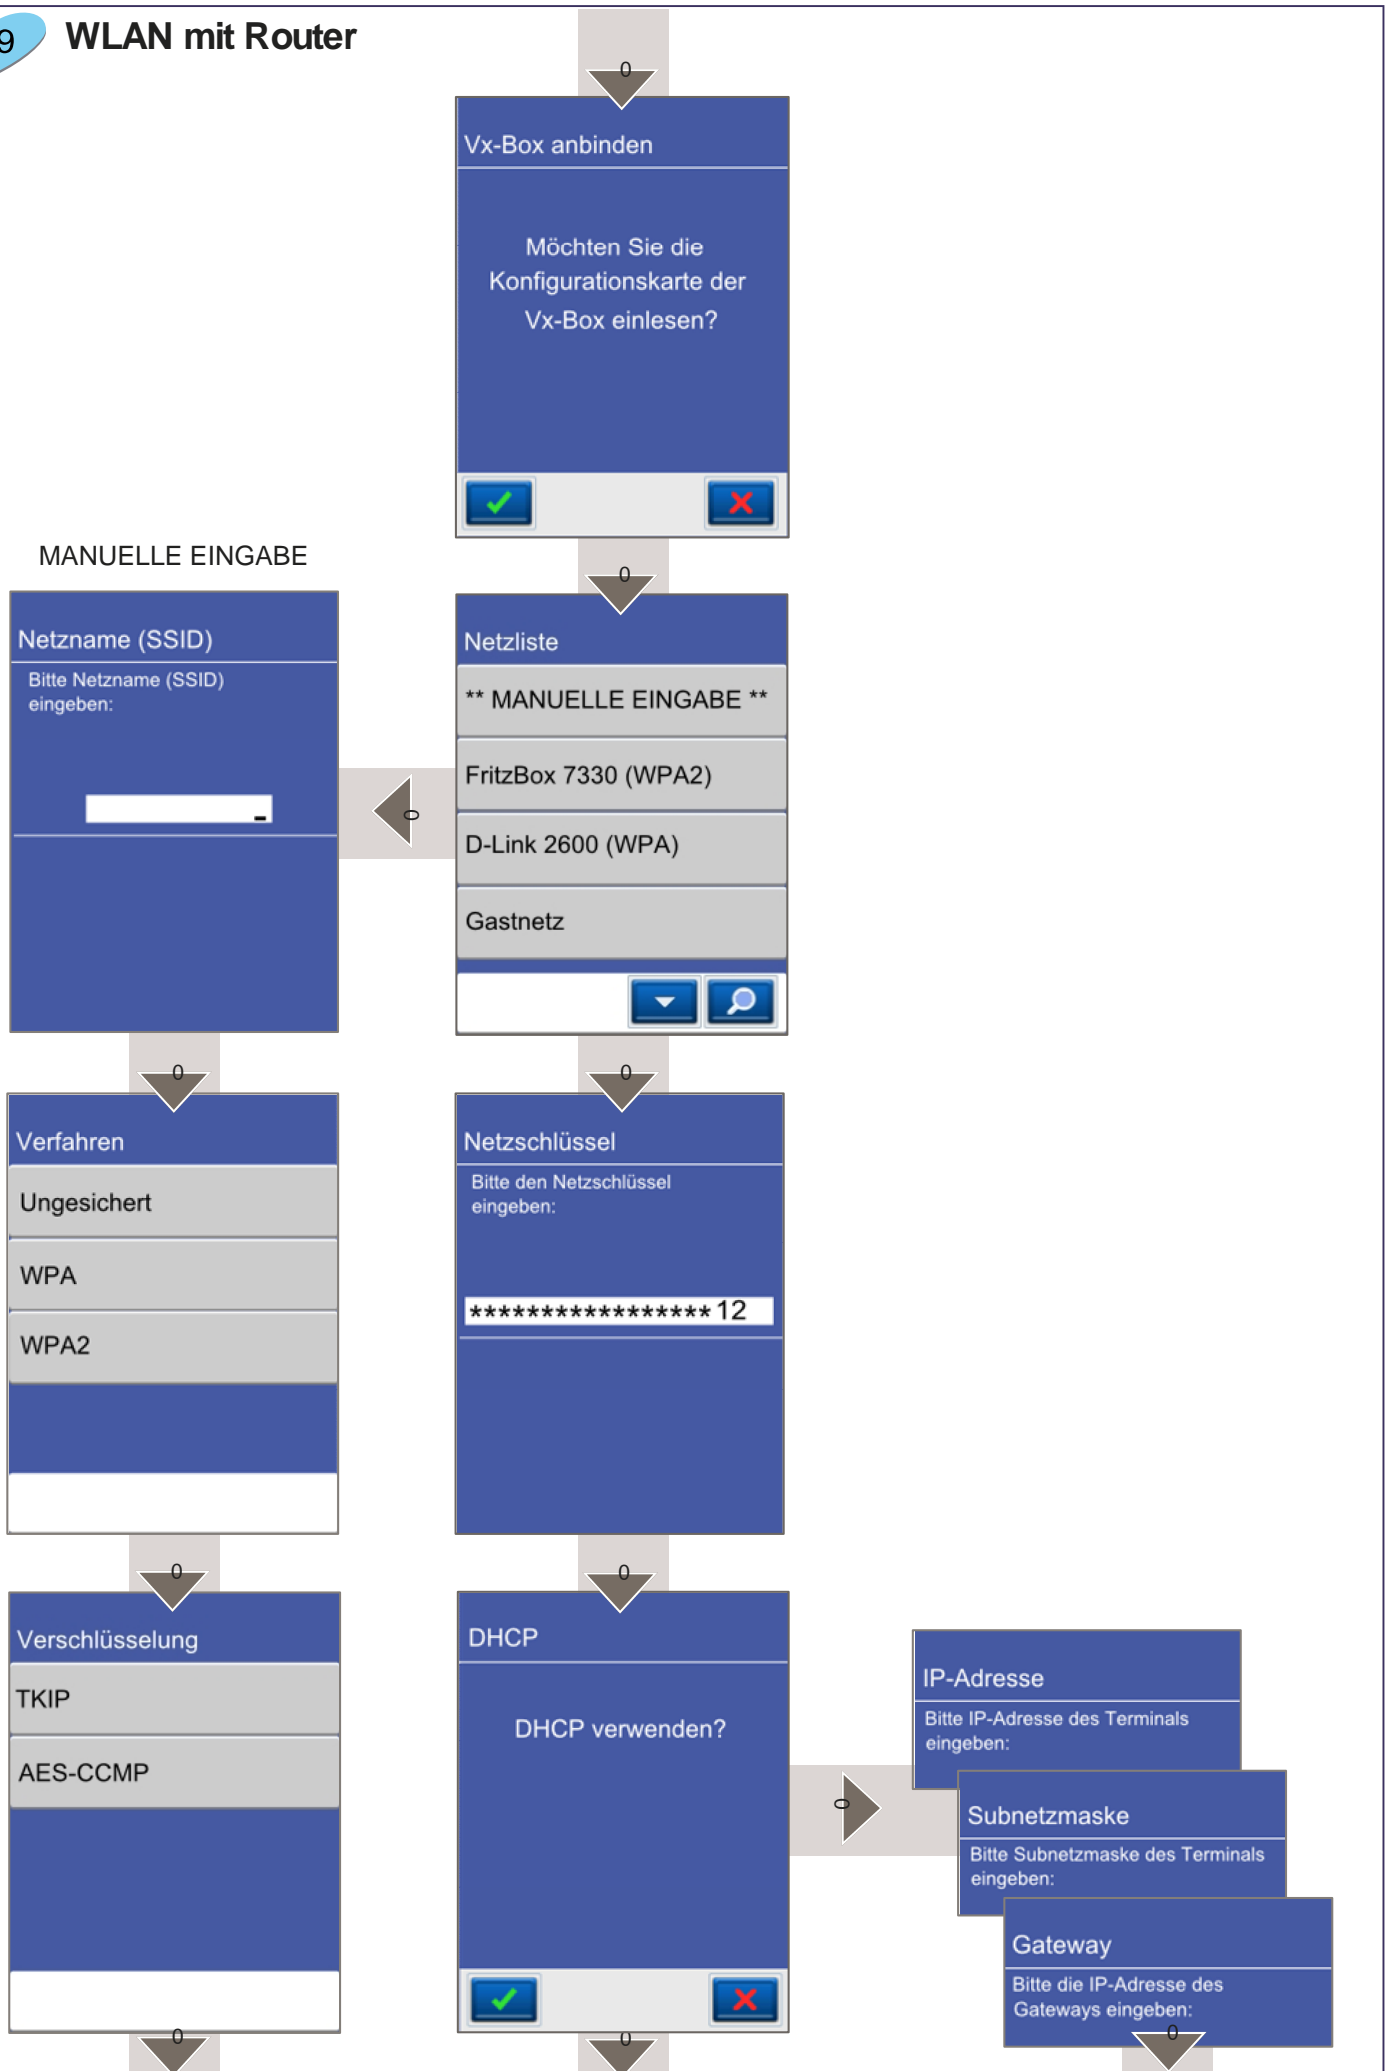 9
WLAN mit Router
0
Vx-Box anbinden
Möchten Sie die
Konfigurationskarte der
Vx-Box einlesen?
0
MANUELLE EINGABE
Netzname (SSID)
Bitte Netzname (SSID)
eingeben:
_
0
Netzliste
** MANUELLE EINGABE **
FritzBox 7330 (WPA2)
D-Link 2600 (WPA)
Gastnetz
0
Verfahren
Ungesichert
WPA
WPA2
0
Netzschlüssel
Bitte den Netzschlüssel
eingeben:
*****************12
0
Verschlüsselung
TKIP
AES-CCMP
0
DHCP
DHCP verwenden?
0
IP-Adresse
Bitte IP-Adresse des Terminals
eingeben:
Subnetzmaske
Bitte Subnetzmaske des Terminals
eingeben:
Gateway
Bitte die IP-Adresse des
Gateways eingeben:
0
0
0